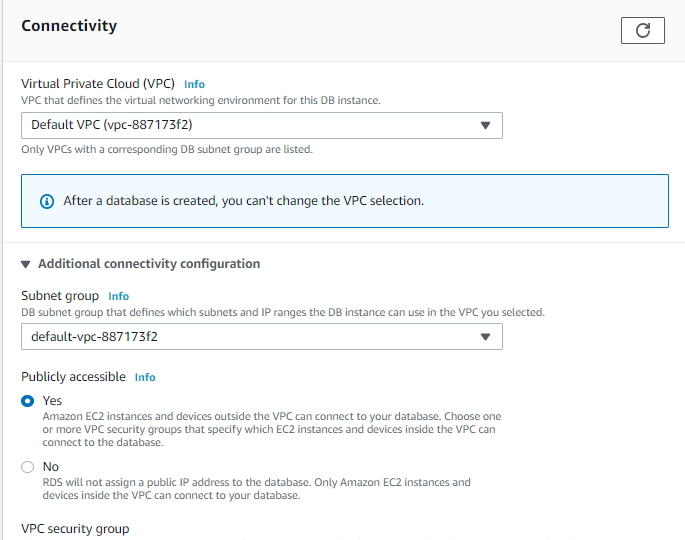 Connectivity
Virtual Private Cloud (VPC) Info
VPC that defines the virtual networking environment for this DB instance.
Default VPC (vpc-887173f2)
Only VPCs with a corresponding DB subnet group are listed.
After a database is created, you can't change the VPC selection.
Additional connectivity configuration
Subnet group Info
DB subnet group that defines which subnets and IP ranges the DB instance can use in the VPC you selected.
default-vpc-887173f2
Publicly accessible Info
Yes
Amazon EC2 instances and devices outside the VPC can connect to your database. Choose one
or more VPC security groups that specify which EC2 instances and devices inside the VPC can
connect to the database.
No
RDS will not assign a public IP address to the database. Only Amazon EC2 instances and
devices inside the VPC can connect to your database.
VPC security group